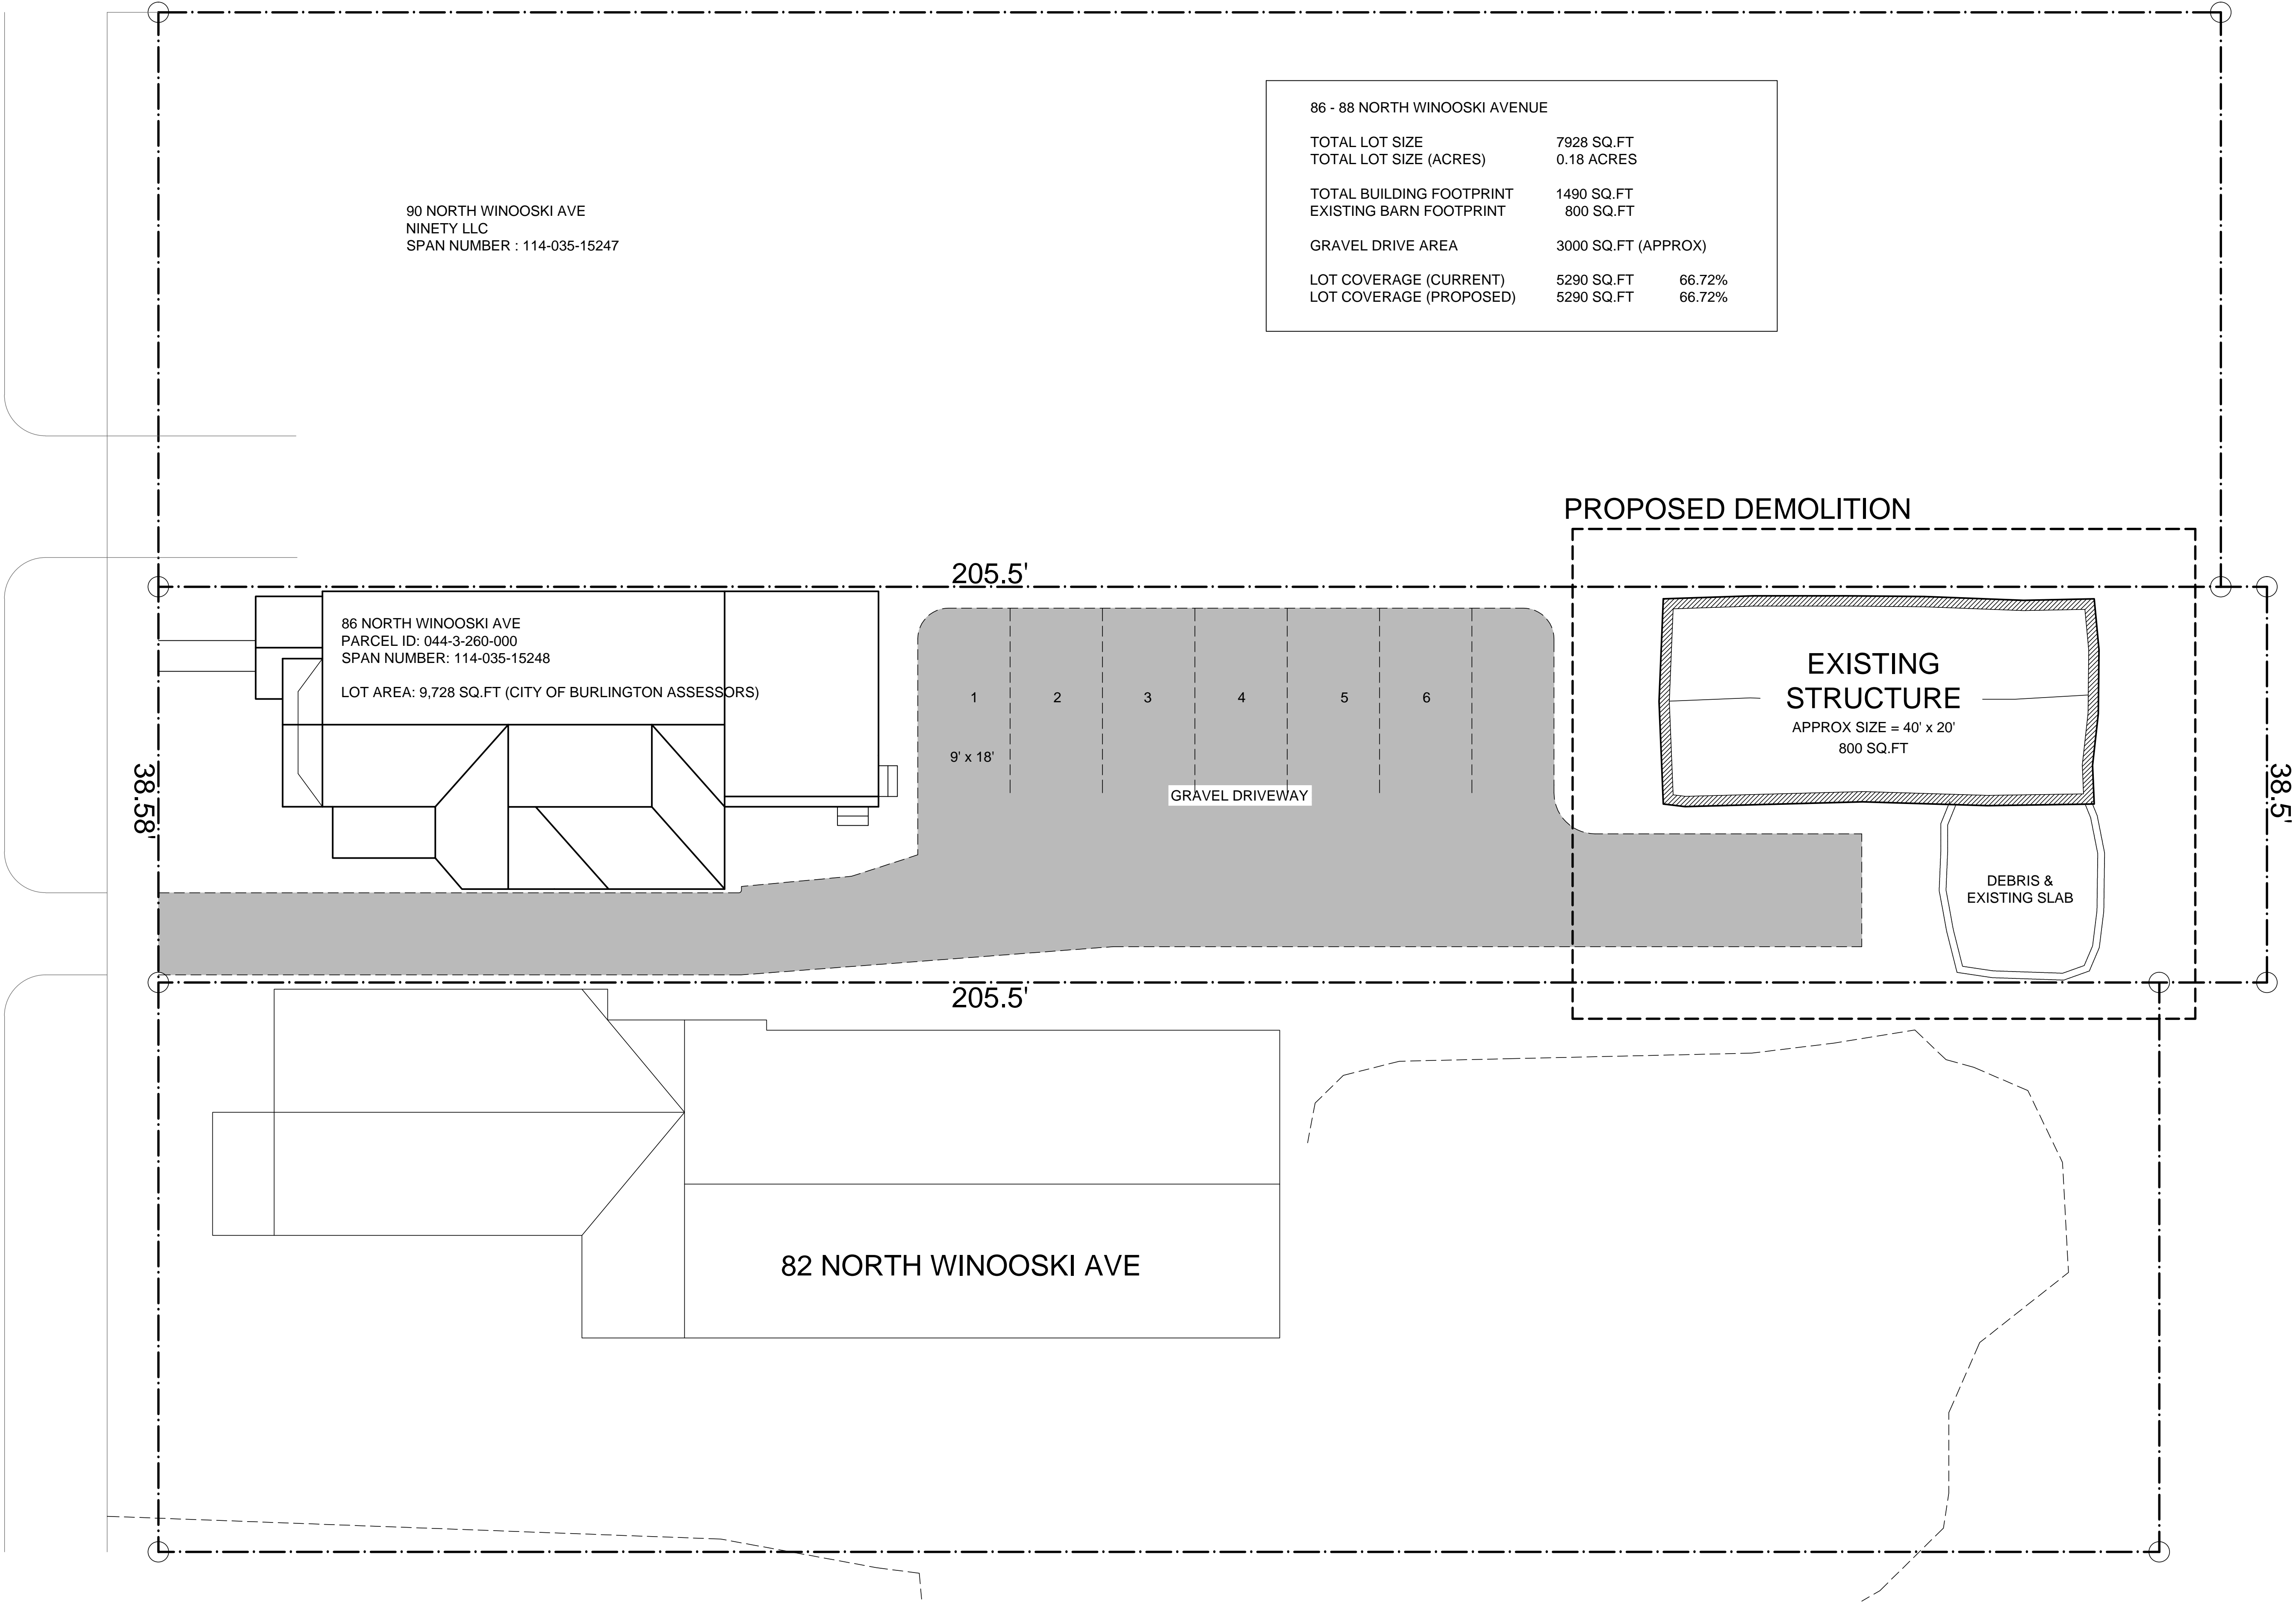 86 - 88 NORTH WINOOSKI AVENUE
TOTAL LOT SIZE 7928 SQ.FT
TOTAL LOT SIZE (ACRES) 0.18 ACRES
TOTAL BUILDING FOOTPRINT 1490 SQ.FT
EXISTING BARN FOOTPRINT 800 SQ.FT
GRAVEL DRIVE AREA 3000 SQ.FT (APPROX)
LOT COVERAGE (CURRENT) 5290 SQ.FT 66.72%
LOT COVERAGE (PROPOSED) 5290 SQ.FT 66.72%
90 NORTH WINOOSKI AVE
NINETY LLC
SPAN NUMBER : 114-035-15247
PROPOSED DEMOLITION
205.5'
86 NORTH WINOOSKI AVE
PARCEL ID: 044-3-260-000
SPAN NUMBER: 114-035-15248
LOT AREA: 9,728 SQ.FT (CITY OF BURLINGTON ASSESSORS)
1 2 3 4 5 6
9' x 18'
GRAVEL DRIVEWAY
EXISTING
STRUCTURE
APPROX SIZE = 40' x 20'
800 SQ.FT
38.58'
38.5'
DEBRIS &
EXISTING SLAB
205.5'
82 NORTH WINOOSKI AVE